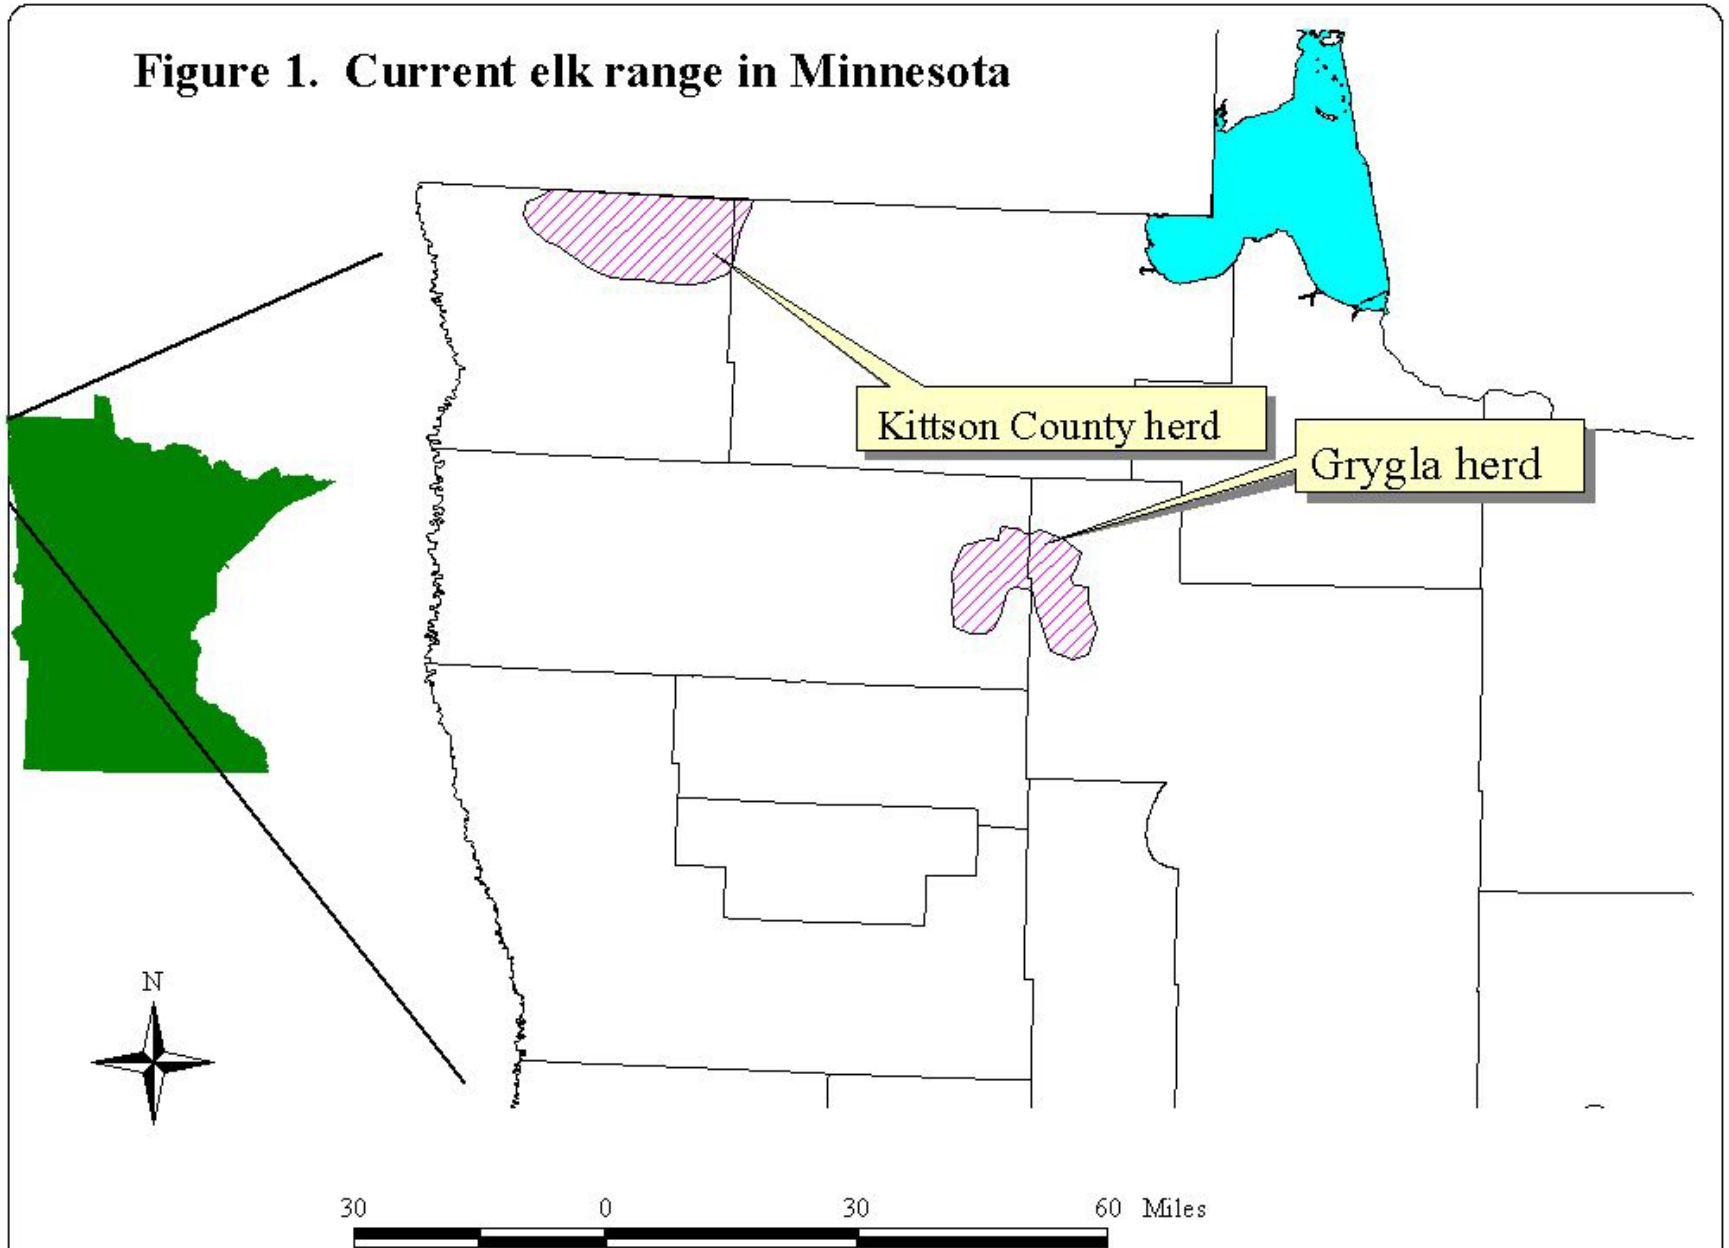 Figure 1. Current elk range in Minnesota
Kittson County herd
Grygla herd
N
30 0 30 60 Miles